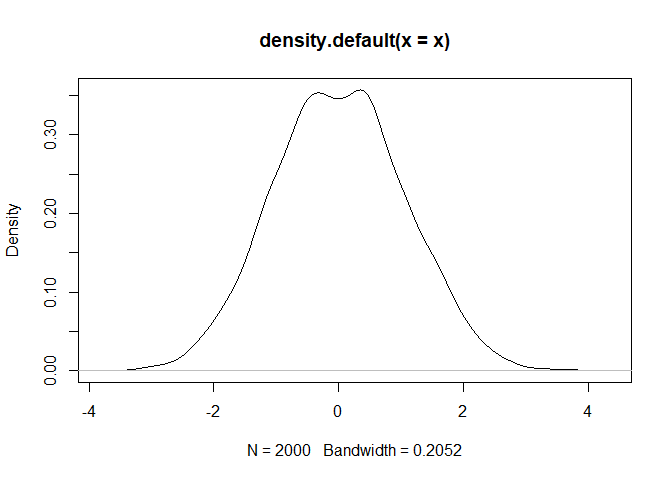 density.default(x = x)
Density
0.30
0.20
0.10
0.00
-4 -2 0 2 4
N = 2000 Bandwidth = 0.2052